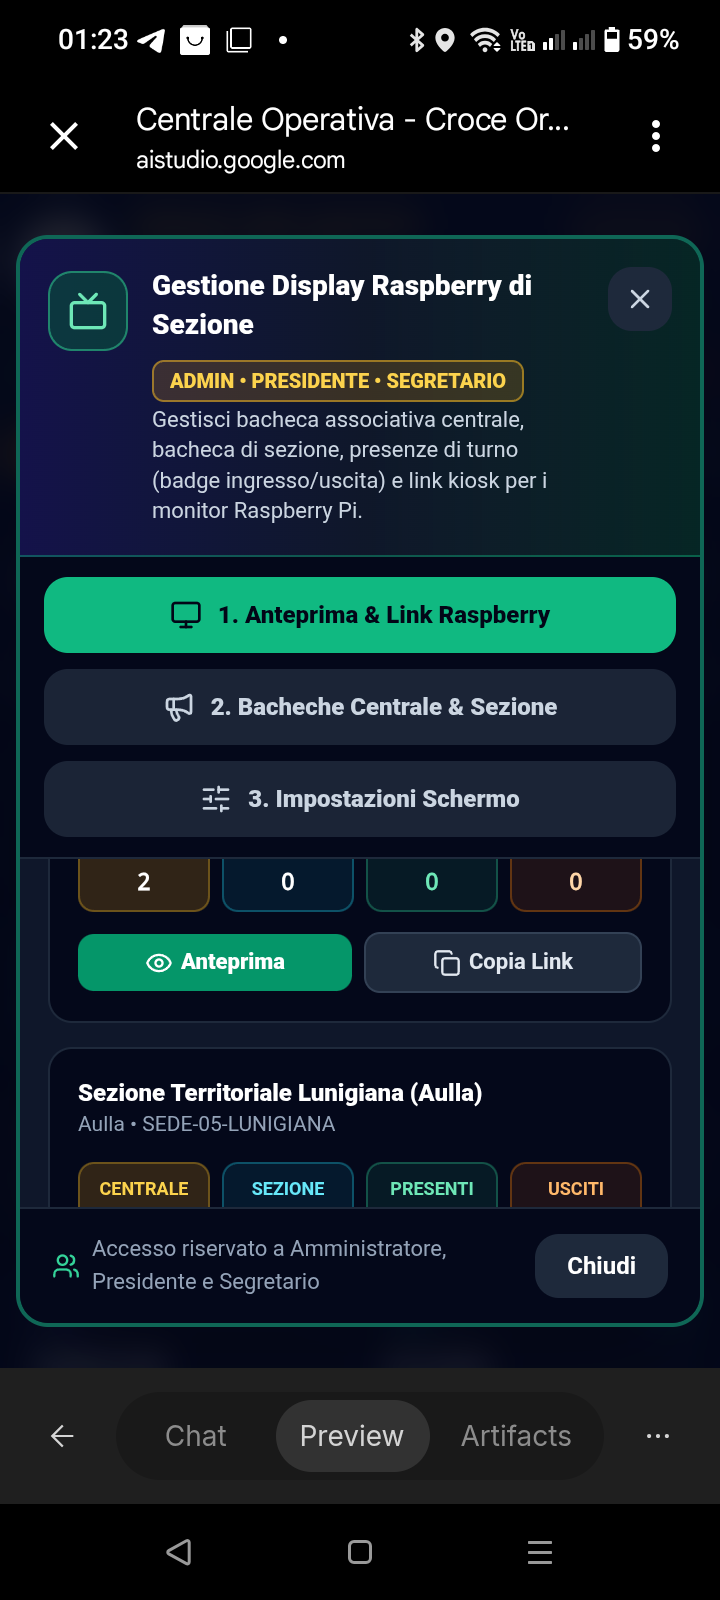 01:23
Vo LTE 59%
Centrale Operativa - Croce Or...
aistudio.google.com
Gestione Display Raspberry di
Sezione
ADMIN • PRESIDENTE • SEGRETARIO
Gestisci bacheca associativa centrale,
bacheca di sezione, presenze di turno
(badge ingresso/uscita) e link kiosk per i
monitor Raspberry Pi.
1. Anteprima & Link Raspberry
2. Bacheche Centrale & Sezione
3. Impostazioni Schermo
2 0 0 0
Anteprima Copia Link
Sezione Territoriale Lunigiana (Aulla)
Aulla • SEDE-05-LUNIGIANA
CENTRALE SEZIONE PRESENTI USCITI
Accesso riservato a Amministratore,
Presidente e Segretario
Chiudi
Chat Preview Artifacts